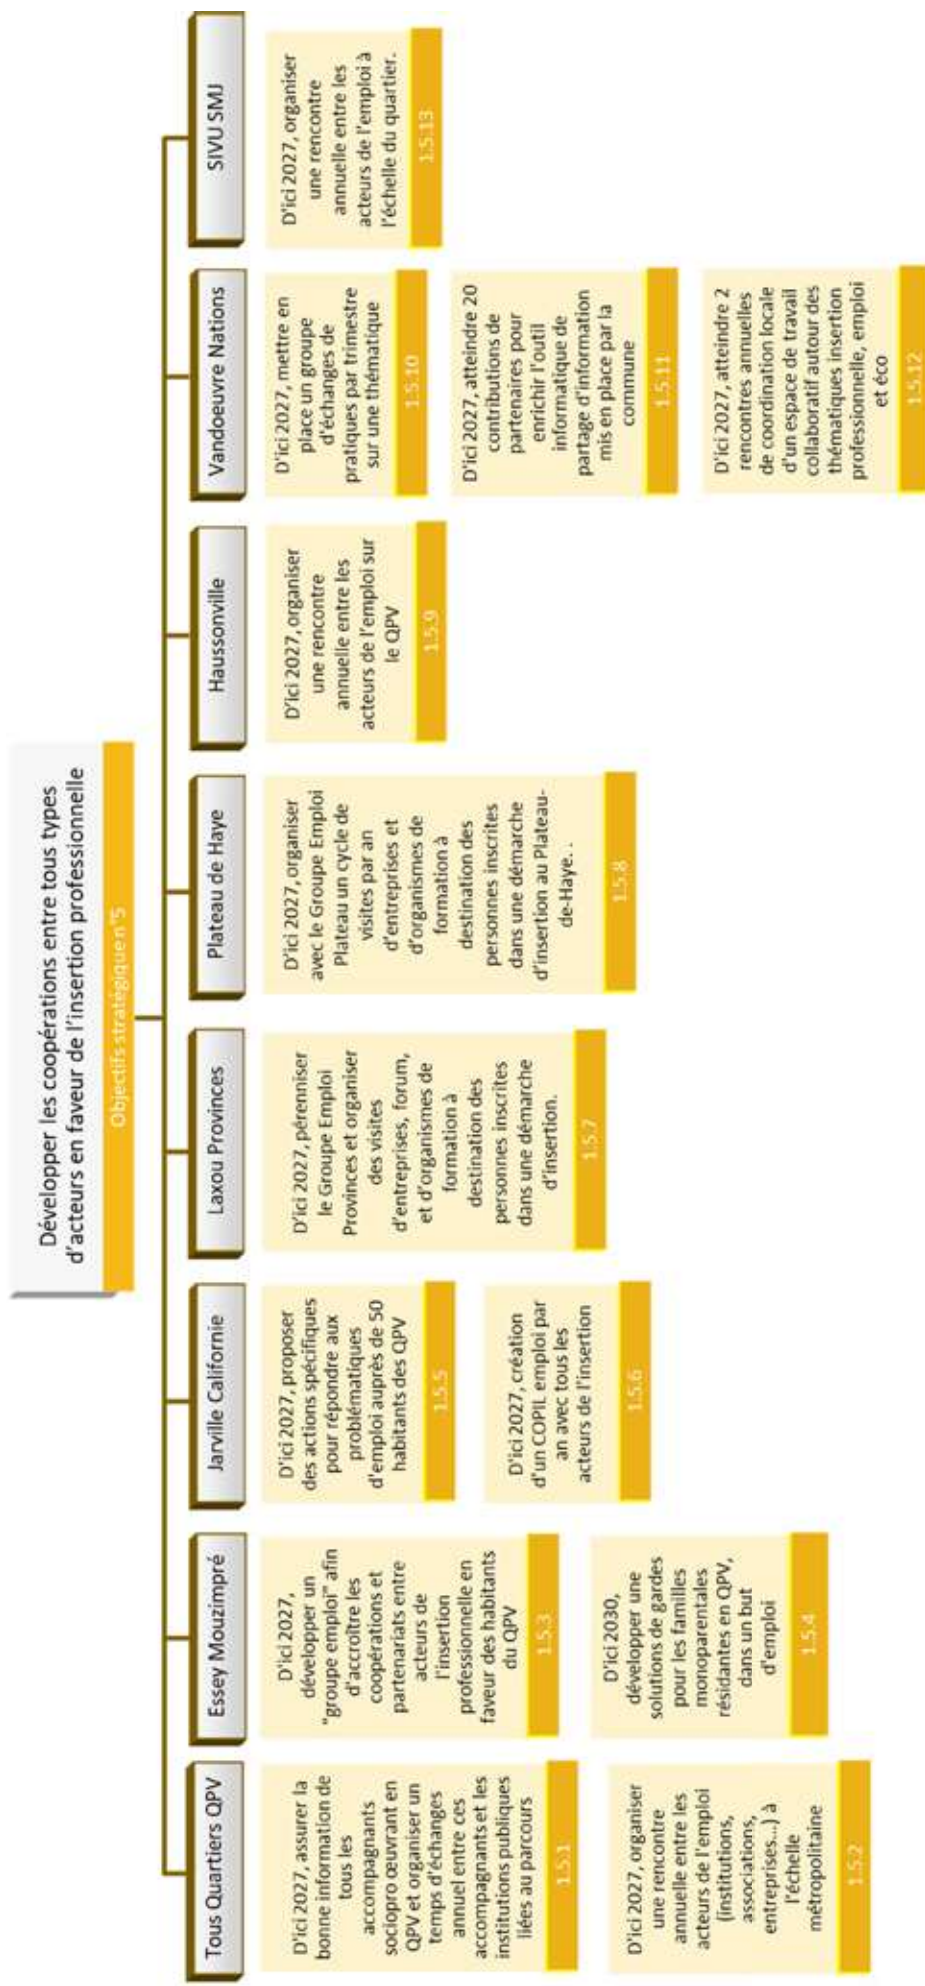 Développer les coopérations entre tous types
d'acteurs en faveur de l'insertion professionnelle
Objectifs stratégique n°5
Tous Quartiers QPV
D'ici 2027, assurer la
bonne information de
tous les
accompagnants
sociopro œuvrant en
QPV et organiser un
temps d'échanges
annuel entre ces
accompagnants et les
institutions publiques
liées au parcours
1.5.1
D'ici 2027, organiser
une rencontre
annuelle entre les
acteurs de l'emploi
(institutions,
associations,
entreprises...) à
l'échelle
métropolitaine
1.5.2
Essey Mouzimpré
D'ici 2027,
développer un
"groupe emploi" afin
d'accroître les
coopérations et
partenariats entre
acteurs de
l'insertion
professionnelle en
faveur des habitants
du QPV
1.5.3
D'ici 2030,
développer une
solutions de gardes
pour les familles
monoparentales
résidantes en QPV,
dans un but
d'emploi
1.5.4
Jarville Californie
D'ici 2027, proposer
des actions spécifiques
pour répondre aux
problématiques
d'emploi auprès de 50
habitants des QPV
1.5.5
D'ici 2027, création
d'un COPIL emploi par
an avec tous les
acteurs de l'insertion
1.5.6
Laxou Provinces
D'ici 2027, pérenniser
le Groupe Emploi
Provinces et organiser
des visites
d'entreprises, forum,
et d'organismes de
formation à
destination des
personnes inscrites
dans une démarche
d'insertion.
1.5.7
Plateau de Haye
D'ici 2027, organiser
avec le Groupe Emploi
Plateau un cycle de
visites par an
d'entreprises et
d'organismes de
formation à
destination des
personnes inscrites
dans une démarche
d'insertion au Plateau-
de-Haye. .
1.5.8
Haussonville
D'ici 2027, organiser
une rencontre
annuelle entre les
acteurs de l'emploi sur
le QPV
1.5.9
Vandoeuvre Nations
D'ici 2027, mettre en
place un groupe
d'échanges de
pratiques par trimestre
sur une thématique
1.5.10
D'ici 2027, atteindre 20
contributions de
partenaires pour
enrichir l'outil
informatique de
partage d'information
mis en place par la
commune
1.5.11
D'ici 2027, atteindre 2
rencontres annuelles
de coordination locale
d'un espace de travail
collaboratif autour des
thématiques insertion
professionnelle, emploi
et éco
1.5.12
SIVU SMJ
D'ici 2027, organiser
une rencontre
annuelle entre les
acteurs de l'emploi à
l'échelle du quartier.
1.5.13